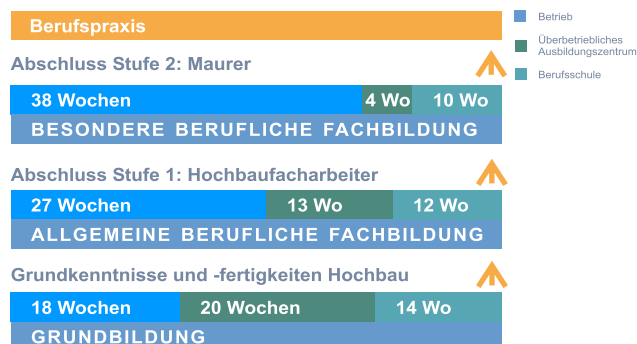 Berufspraxis
Abschluss Stufe 2: Maurer
38 Wochen 4 Wo 10 Wo
BESONDERE BERUFLICHE FACHBILDUNG
Abschluss Stufe 1: Hochbaufacharbeiter
27 Wochen 13 Wo 12 Wo
ALLGEMEINE BERUFLICHE FACHBILDUNG
Grundkenntnisse und -fertigkeiten Hochbau
18 Wochen 20 Wochen 14 Wo
GRUNDBILDUNG
Betrieb
Überbetriebliches
Ausbildungszentrum
Berufsschule